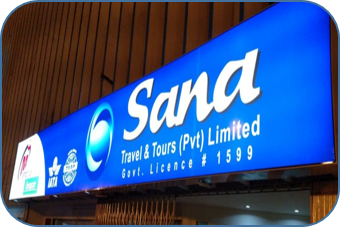 Sana
Travel & Tours (Pvt) Limited
Govt. Licence # 1599
IATA